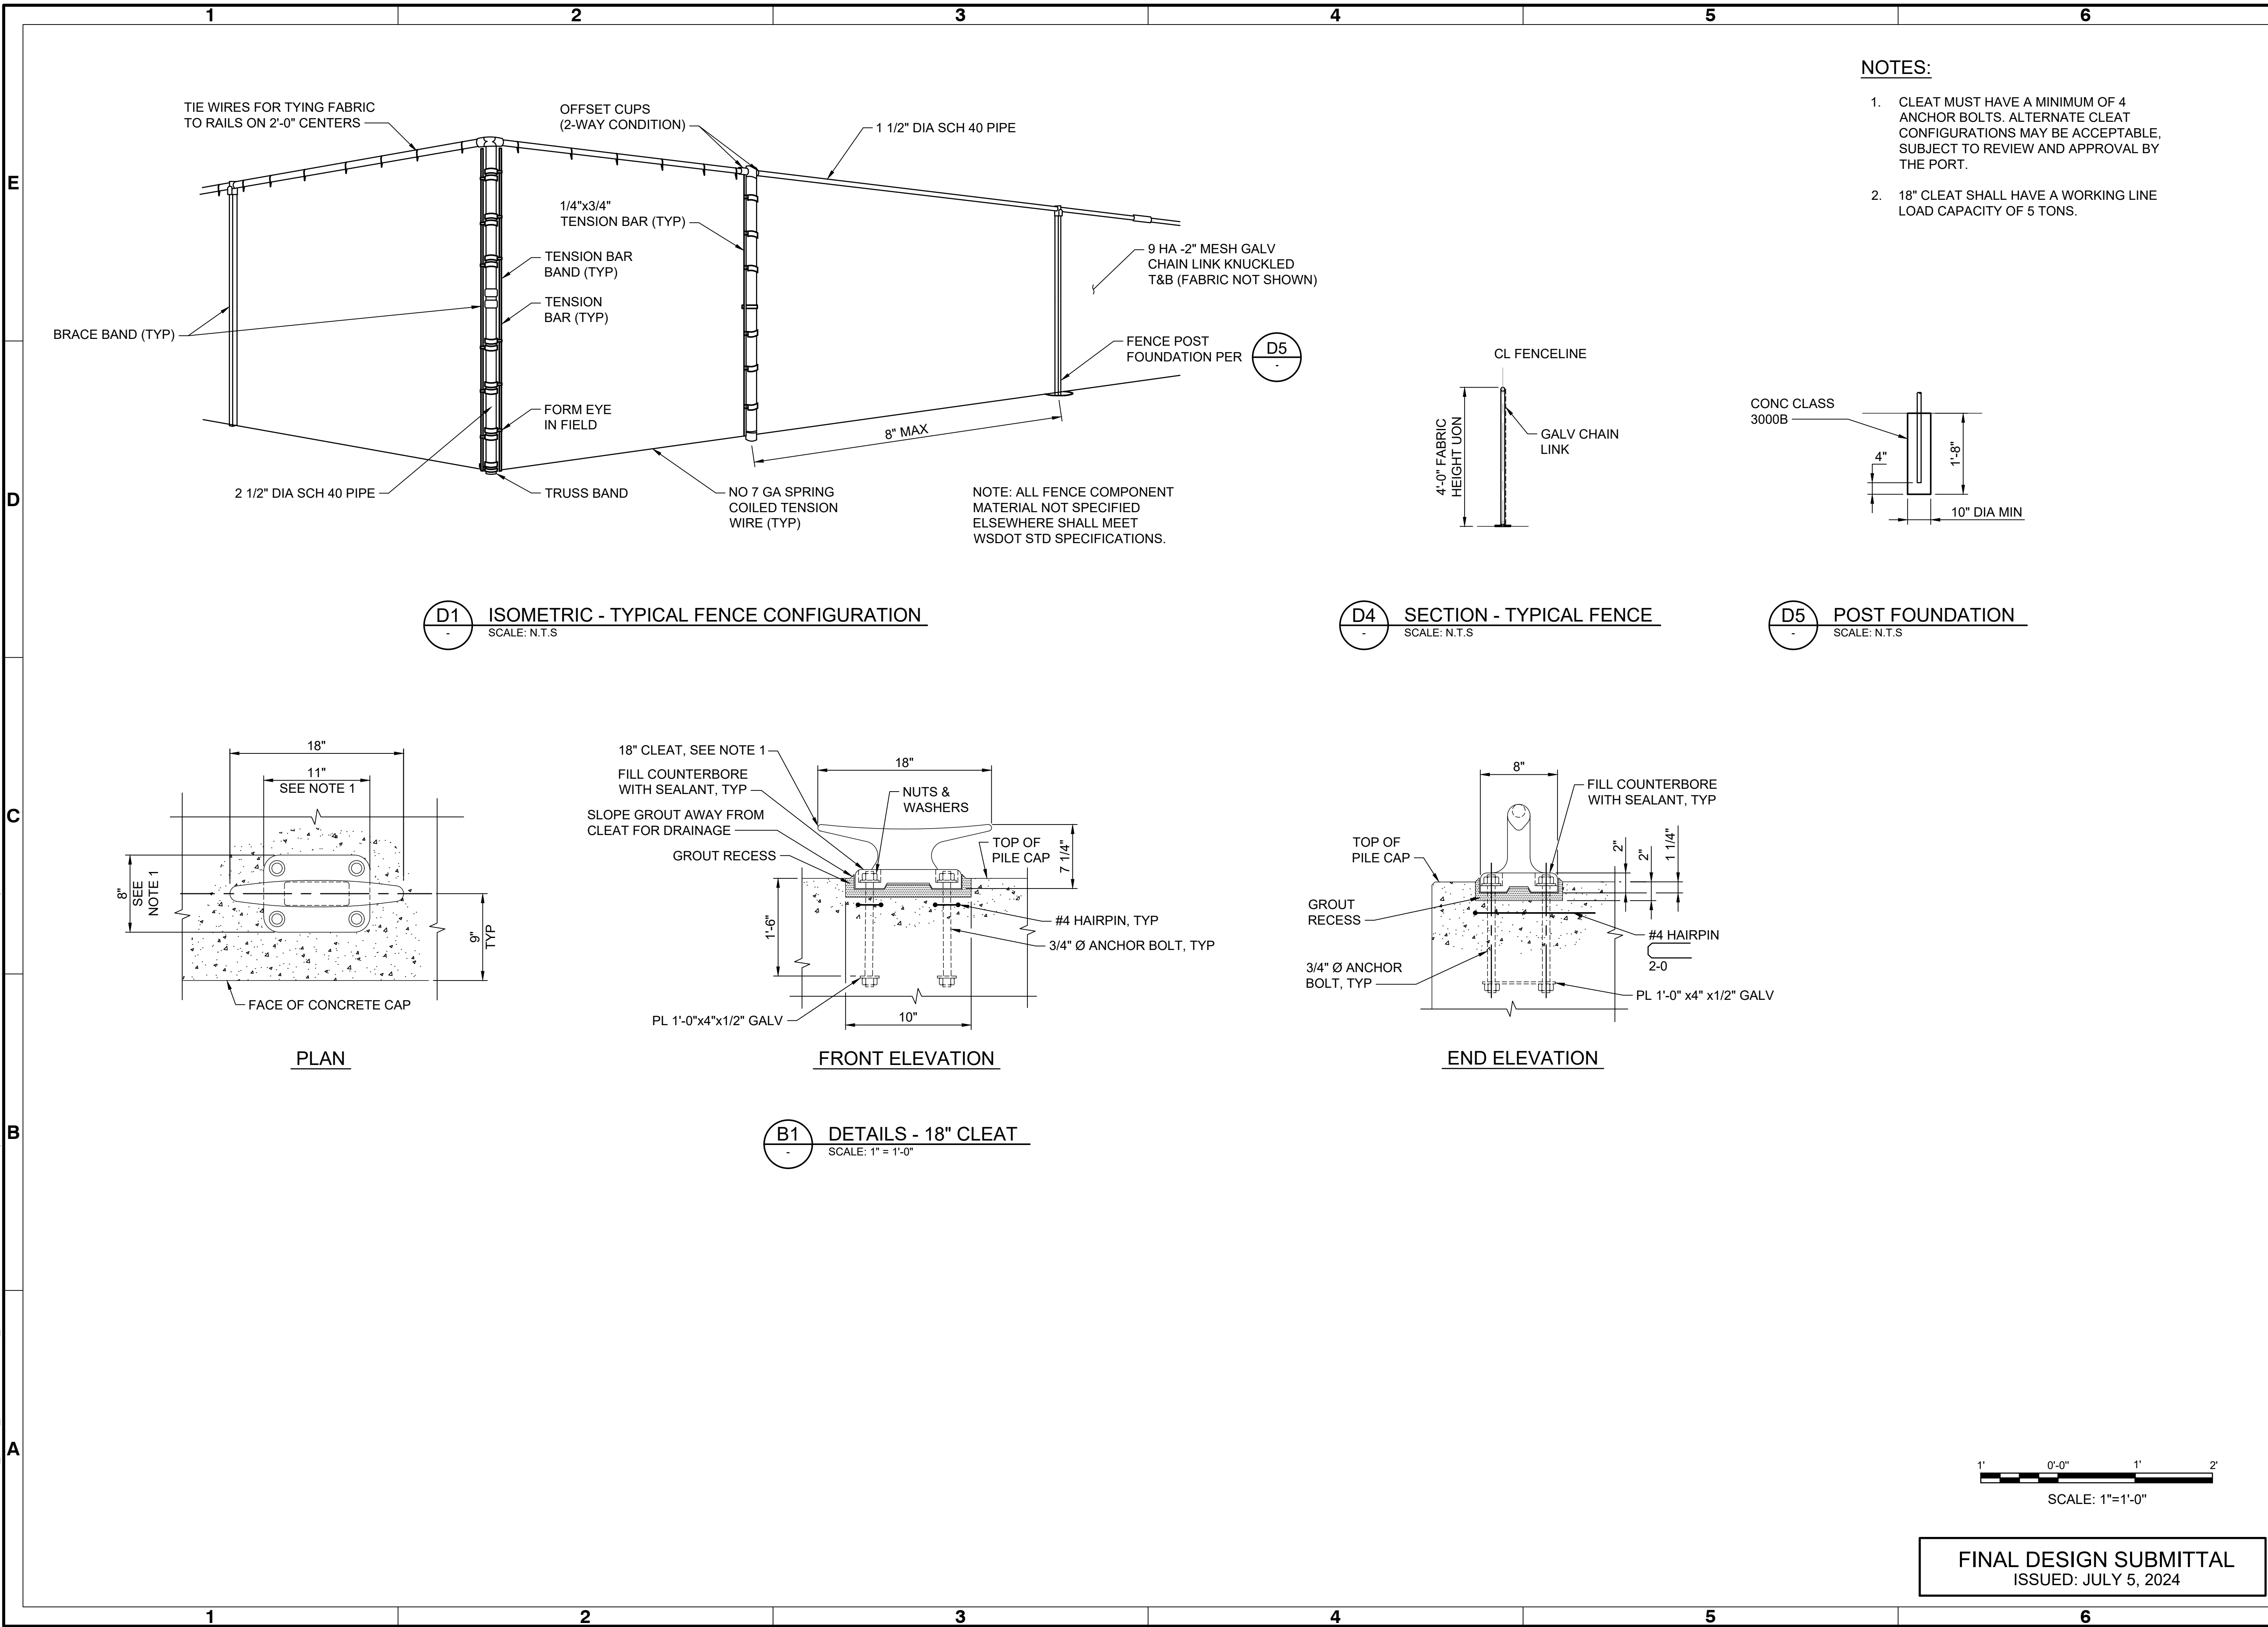 1 2 3 4 5 6
E
D
C
B
A
NOTES:
1. CLEAT MUST HAVE A MINIMUM OF 4
ANCHOR BOLTS. ALTERNATE CLEAT
CONFIGURATIONS MAY BE ACCEPTABLE,
SUBJECT TO REVIEW AND APPROVAL BY
THE PORT.
2. 18" CLEAT SHALL HAVE A WORKING LINE
LOAD CAPACITY OF 5 TONS.
TIE WIRES FOR TYING FABRIC
TO RAILS ON 2'-0" CENTERS
OFFSET CUPS
(2-WAY CONDITION)
1 1/2" DIA SCH 40 PIPE
1/4"x3/4"
TENSION BAR (TYP)
TENSION BAR
BAND (TYP)
TENSION
BAR (TYP)
9 HA -2" MESH GALV
CHAIN LINK KNUCKLED
T&B (FABRIC NOT SHOWN)
BRACE BAND (TYP)
FENCE POST
FOUNDATION PER
D5
-
FORM EYE
IN FIELD
8" MAX
2 1/2" DIA SCH 40 PIPE
TRUSS BAND
NO 7 GA SPRING
COILED TENSION
WIRE (TYP)
NOTE: ALL FENCE COMPONENT
MATERIAL NOT SPECIFIED
ELSEWHERE SHALL MEET
WSDOT STD SPECIFICATIONS.
D1
-
ISOMETRIC - TYPICAL FENCE CONFIGURATION
SCALE: N.T.S
CL FENCELINE
4'-0" FABRIC
HEIGHT UON
GALV CHAIN
LINK
D4
-
SECTION - TYPICAL FENCE
SCALE: N.T.S
CONC CLASS
3000B
4"
1'-8"
10" DIA MIN
D5
-
POST FOUNDATION
SCALE: N.T.S
18"
11"
SEE NOTE 1
8"
SEE
NOTE 1
9"
TYP
FACE OF CONCRETE CAP
PLAN
18" CLEAT, SEE NOTE 1
FILL COUNTERBORE
WITH SEALANT, TYP
SLOPE GROUT AWAY FROM
CLEAT FOR DRAINAGE
GROUT RECESS
18"
NUTS &
WASHERS
TOP OF
PILE CAP
7 1/4"
1'-6"
#4 HAIRPIN, TYP
3/4" Ø ANCHOR BOLT, TYP
PL 1'-0"x4"x1/2" GALV
10"
FRONT ELEVATION
8"
FILL COUNTERBORE
WITH SEALANT, TYP
TOP OF
PILE CAP
2"
2"
1 1/4"
GROUT
RECESS
#4 HAIRPIN
2-0
3/4" Ø ANCHOR
BOLT, TYP
PL 1'-0" x4" x1/2" GALV
END ELEVATION
B1
-
DETAILS - 18" CLEAT
SCALE: 1" = 1'-0"
1' 0'-0" 1' 2'
SCALE: 1"=1'-0"
FINAL DESIGN SUBMITTAL
ISSUED: JULY 5, 2024
1 2 3 4 5 6